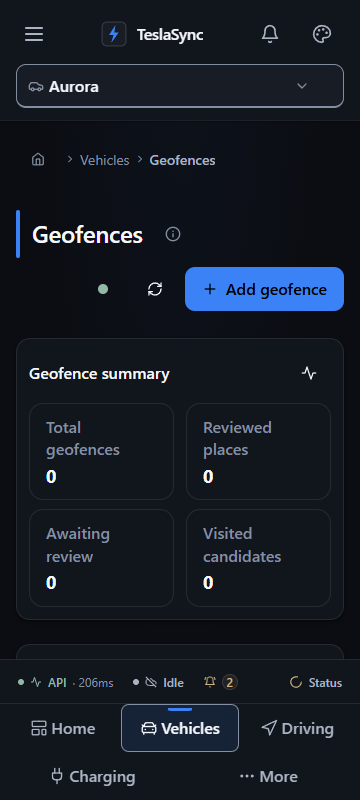 TeslaSync
Aurora
Vehicles
Geofences
Geofences
Add geofence
Geofence summary
Total
geofences
0
Reviewed
places
0
Awaiting
review
0
Visited
candidates
0
API · 206ms
Idle
2
Status
Home
Vehicles
Driving
Charging
More